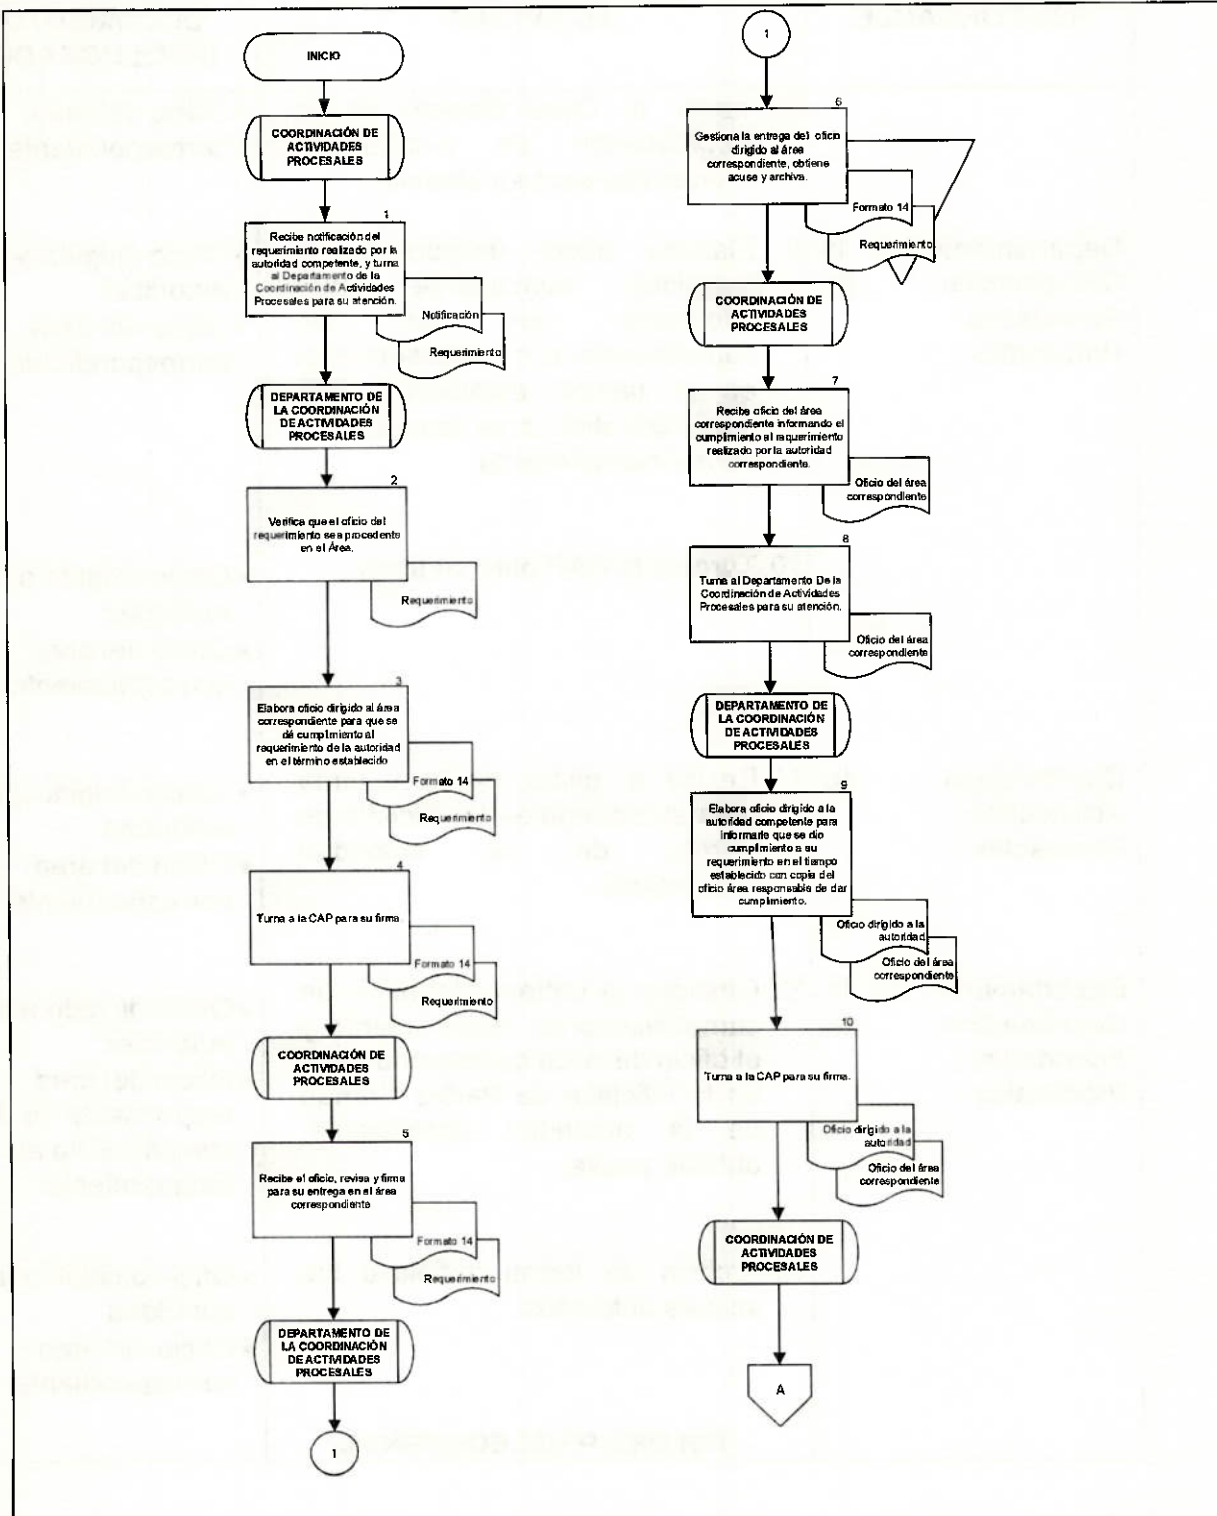 INICIO
COORDINACIÓN DE
ACTIVIDADES
PROCESALES
1
Recibe notificación del
requerimiento realizado por la
autoridad competente, y turna
al Departamento de la
Coordinación de Actividades
Procesales para su atención.
Notificación
Requerimiento
DEPARTAMENTO DE
LA COORDINACIÓN
DE ACTIVIDADES
PROCESALES
2
Verifica que el oficio del
requerimiento sea procedente
en el Área.
Requerimiento
3
Elabora oficio dirigido al área
correspondiente para que se
dé cumplimiento al
requerimiento de la autoridad
en el término establecido
Formato 14
Requerimiento
4
Turna a la CAP para su firma.
Formato 14
Requerimiento
COORDINACIÓN DE
ACTIVIDADES
PROCESALES
5
Recibe el oficio, revisa y firma
para su entrega en el área
correspondiente
Formato 14
Requerimiento
DEPARTAMENTO DE
LA COORDINACIÓN
DE ACTIVIDADES
PROCESALES
1
1
6
Gestiona la entrega del oficio
dirigido al área
correspondiente, obtiene
acuse y archiva.
Formato 14
Requerimiento
COORDINACIÓN DE
ACTIVIDADES
PROCESALES
7
Recibe oficio del área
correspondiente informando el
cumplimiento al requerimiento
realizado por la autoridad
correspondiente.
Oficio del área
correspondiente
8
Turna al Departamento De la
Coordinación de Actividades
Procesales para su atención.
Oficio del área
correspondiente
DEPARTAMENTO DE
LA COORDINACIÓN
DE ACTIVIDADES
PROCESALES
9
Elabora oficio dirigido a la
autoridad competente para
informarle que se dio
cumplimiento a su
requerimiento en el tiempo
establecido con copia del
oficio área responsable de dar
cumplimiento.
Oficio dirigido a la
autoridad
Oficio del área
correspondiente
10
Turna a la CAP para su firma.
Oficio dirigido a la
autoridad
Oficio del área
correspondiente
COORDINACIÓN DE
ACTIVIDADES
PROCESALES
A